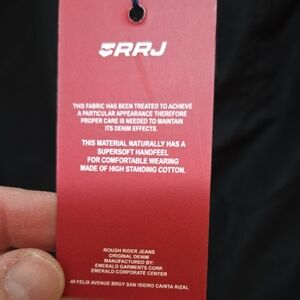 RRJ
THIS FABRIC HAS BEEN TREATED TO ACHIEVE
A PARTICULAR APPEARANCE THEREFORE
PROPER CARE IS NEEDED TO MAINTAIN
ITS DENIM EFFECTS.
THIS MATERIAL NATURALLY HAS A
SUPERSOFT HANDFEEL
FOR COMFORTABLE WEARING
MADE OF HIGH STANDING COTTON.
ROUGH RIDER JEANS
ORIGINAL DENIM
MANUFACTURED BY:
EMERALD GARMENTS CORP.
EMERALD CORPORATE CENTER
48 FELIX AVENUE BRGY SAN ISIDRO CAINTA RIZAL